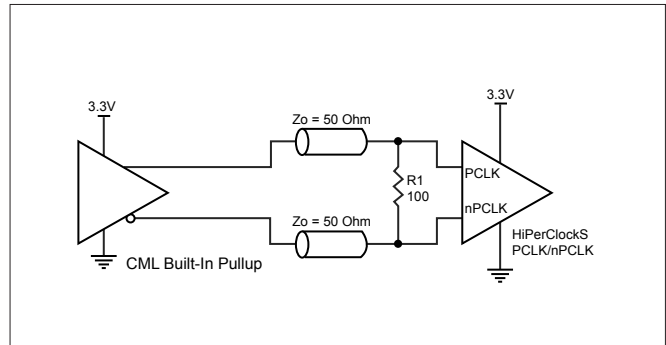 3.3V
3.3V
Zo = 50 Ohm
PCLK
R1
100
nPCLK
Zo = 50 Ohm
HiPerClockS
PCLK/nPCLK
CML Built-In Pullup